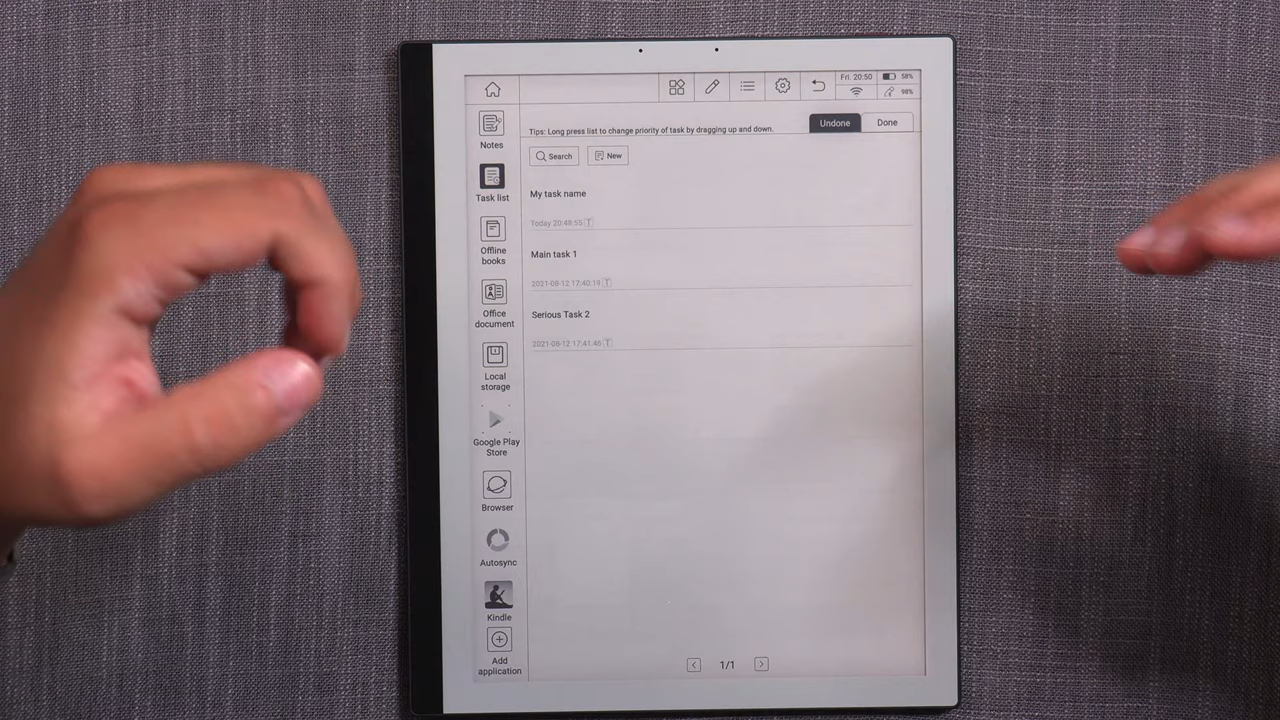 Fri. 20:50
58%
98%
Notes
Task list
Offline
books
Office
document
Local
storage
Google Play
Store
Browser
Autosync
Kindle
Add
application
Tips: Long press list to change priority of task by dragging up and down.
Undone
Done
Search
New
My task name
Today 20:48:55 T
Main task 1
2021-08-12 17:40:19 T
Serious Task 2
2021-08-12 17:41:46 T
1/1